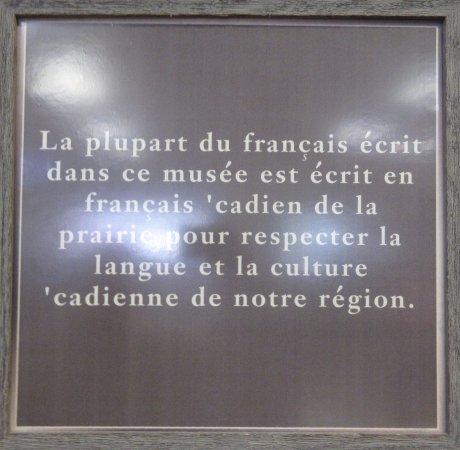 La plupart du français écrit
dans ce musée est écrit en
français 'cadien de la
prairie pour respecter la
langue et la culture
'cadienne de notre région.